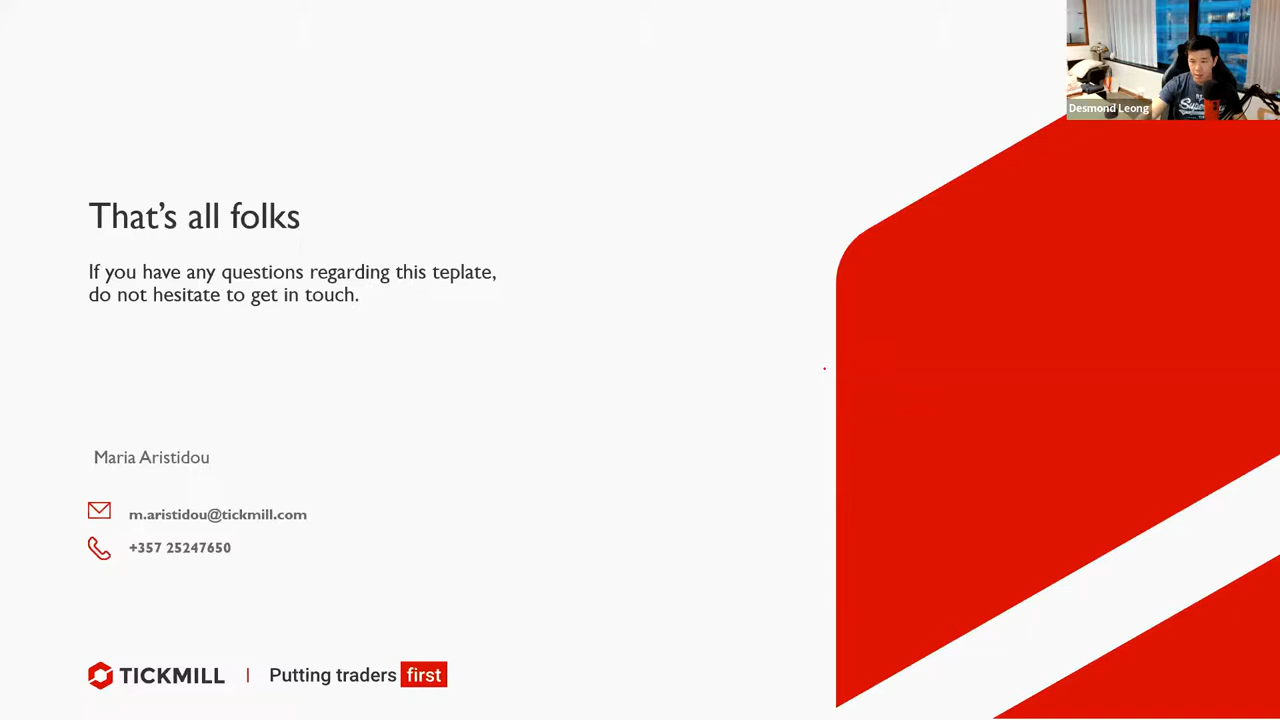 Desmond Leong
That's all folks
If you have any questions regarding this teplate,
do not hesitate to get in touch.
Maria Aristidou
m.aristidou@tickmill.com
+357 25247650
TICKMILL | Putting traders first